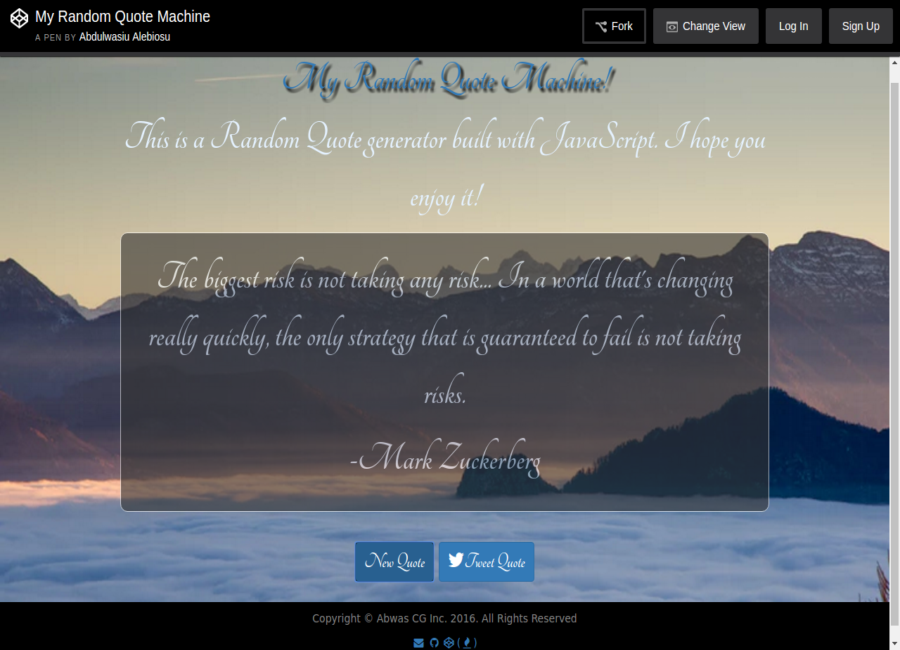 My Random Quote Machine
A PEN BY Abdulwasiu Alebiosu
Fork
Change View
Log In
Sign Up
My Random Quote Machine!
This is a Random Quote generator built with JavaScript. I hope you
enjoy it!
The biggest risk is not taking any risk... In a world that's changing
really quickly, the only strategy that is guaranteed to fail is not taking
risks.
-Mark Zuckerberg
New Quote
Tweet Quote
Copyright © Abwas CG Inc. 2016. All Rights Reserved
( )